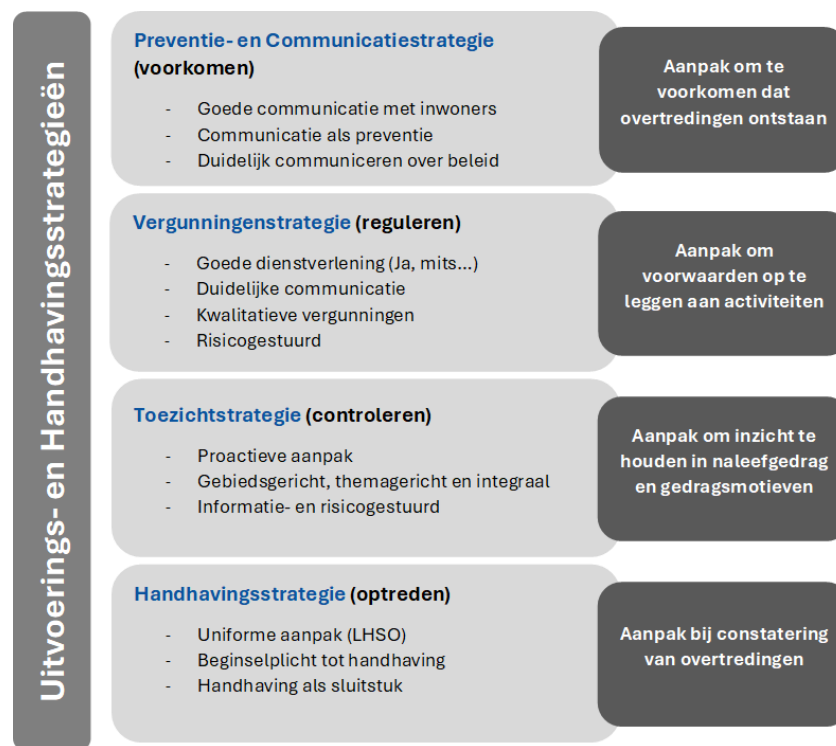 Uitvoerings- en Handhavingsstrategieën
Preventie- en Communicatiestrategie
(voorkomen)
- Goede communicatie met inwoners
- Communicatie als preventie
- Duidelijk communiceren over beleid
Aanpak om te
voorkomen dat
overtredingen ontstaan
Vergunningenstrategie (reguleren)
- Goede dienstverlening (Ja, mits...)
- Duidelijke communicatie
- Kwalitatieve vergunningen
- Risicogestuurd
Aanpak om
voorwaarden op te
leggen aan activiteiten
Toezichtstrategie (controleren)
- Proactieve aanpak
- Gebiedsgericht, themagericht en integraal
- Informatie- en risicogestuurd
Aanpak om inzicht te
houden in naleefgedrag
en gedragsmotieven
Handhavingsstrategie (optreden)
- Uniforme aanpak (LHSO)
- Beginselplicht tot handhaving
- Handhaving als sluitstuk
Aanpak bij constatering
van overtredingen